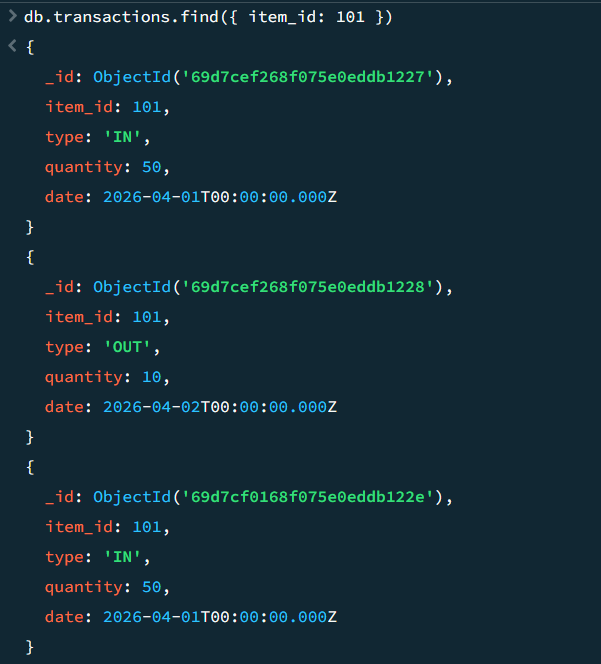 > db.transactions.find({ item_id: 101 })
< {
_id: ObjectId('69d7cef268f075e0eddb1227'),
item_id: 101,
type: 'IN',
quantity: 50,
date: 2026-04-01T00:00:00.000Z
}
{
_id: ObjectId('69d7cef268f075e0eddb1228'),
item_id: 101,
type: 'OUT',
quantity: 10,
date: 2026-04-02T00:00:00.000Z
}
{
_id: ObjectId('69d7cf0168f075e0eddb122e'),
item_id: 101,
type: 'IN',
quantity: 50,
date: 2026-04-01T00:00:00.000Z
}